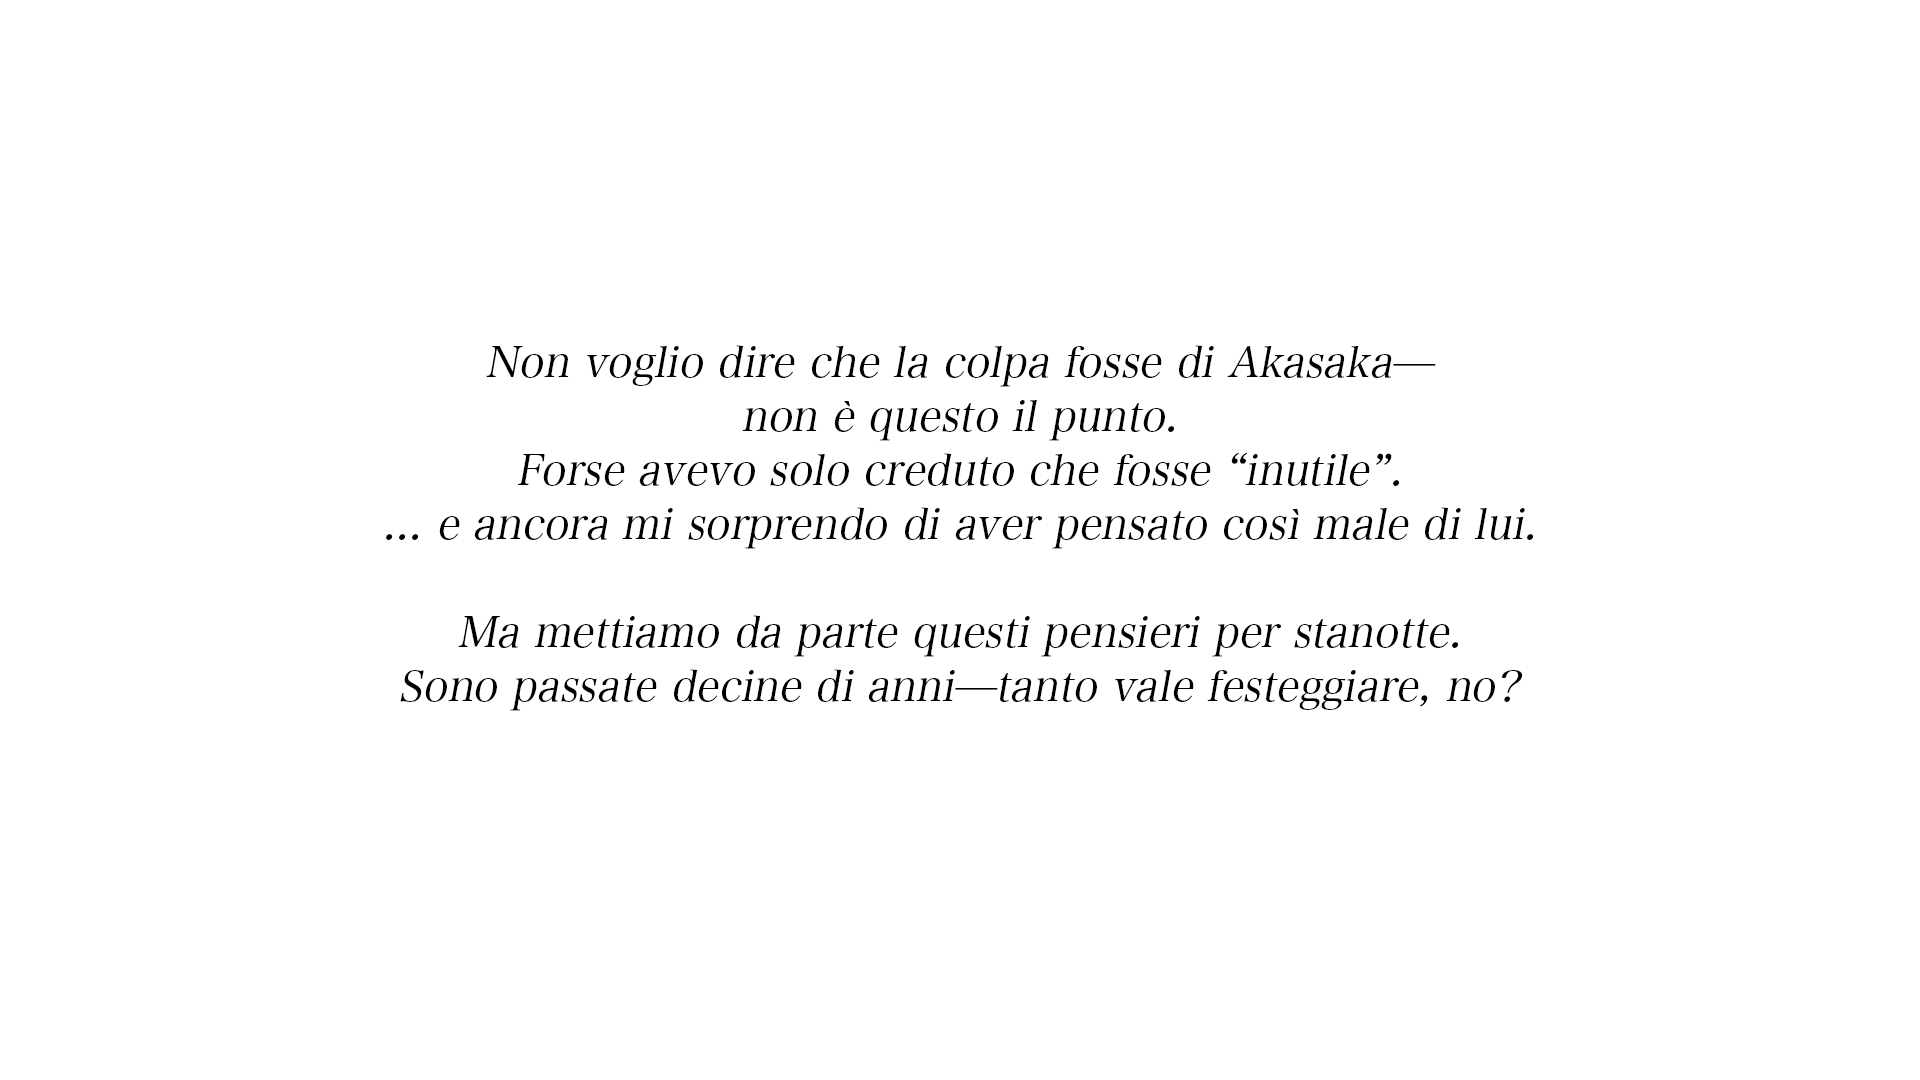 Non voglio dire che la colpa fosse di Akasaka—
non è questo il punto.
Forse avevo solo creduto che fosse “inutile”.
... e ancora mi sorprendo di aver pensato così male di lui.
Ma mettiamo da parte questi pensieri per stanotte.
Sono passate decine di anni—tanto vale festeggiare, no?